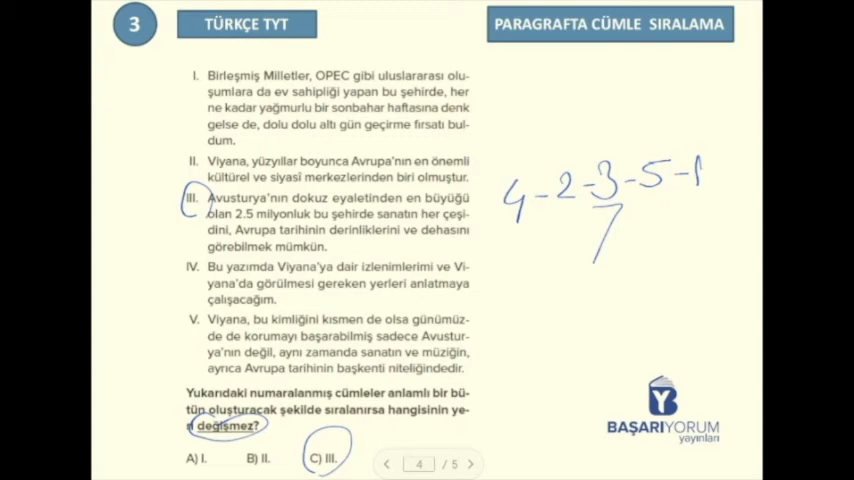 3
TÜRKÇE TYT
PARAGRAFTA CÜMLE SIRALAMA
I. Birleşmiş Milletler, OPEC gibi uluslararası olu-
şumlara da ev sahipliği yapan bu şehirde, her
ne kadar yağmurlu bir sonbahar haftasına denk
gelse de, dolu dolu altı gün geçirme fırsatı bul-
dum.
II. Viyana, yüzyıllar boyunca Avrupa'nın en önemli
kültürel ve siyasî merkezlerinden biri olmuştur.
III. Avusturya'nın dokuz eyaletinden en büyüğü
olan 2.5 milyonluk bu şehirde sanatın her çeşi-
dini, Avrupa tarihinin derinliklerini ve dehasını
görebilmek mümkün.
IV. Bu yazımda Viyana'ya dair izlenimlerimi ve Vi-
yana'da görülmesi gereken yerleri anlatmaya
çalışacağım.
V. Viyana, bu kimliğini kısmen de olsa günümüz-
de de korumayı başarabilmiş sadece Avustur-
ya'nın değil, aynı zamanda sanatın ve müziğin,
ayrıca Avrupa tarihinin başkenti niteliğindedir.
Yukarıdaki numaralanmış cümleler anlamlı bir bü-
tün oluşturacak şekilde sıralanırsa hangisinin ye-
ri değişmez?
A) I.
B) II.
C) III.
4-2-3-5-1
BAŞARIYORUM
yayınları
4 / 5